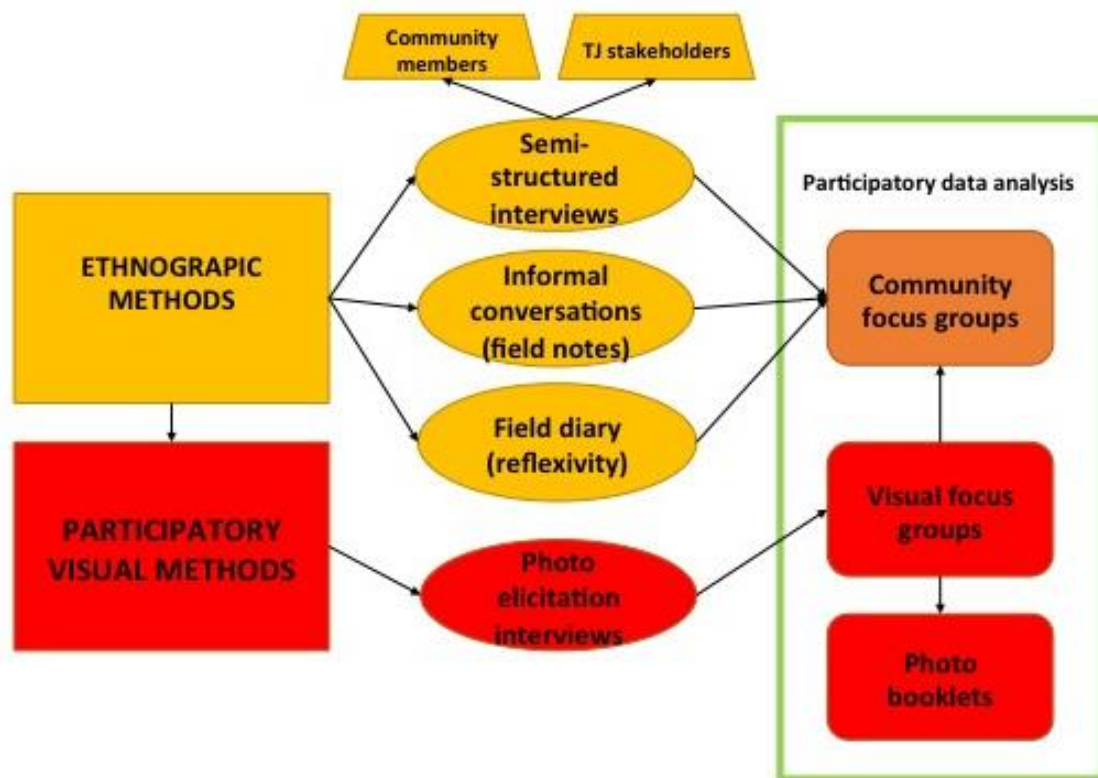 Community
members
TJ stakeholders
Semi-
structured
interviews
Participatory data analysis
ETHNOGRAPIC
METHODS
Informal
conversations
(field notes)
Community
focus groups
Field diary
(reflexivity)
PARTICIPATORY
VISUAL METHODS
Photo
elicitation
interviews
Visual focus
groups
Photo
booklets